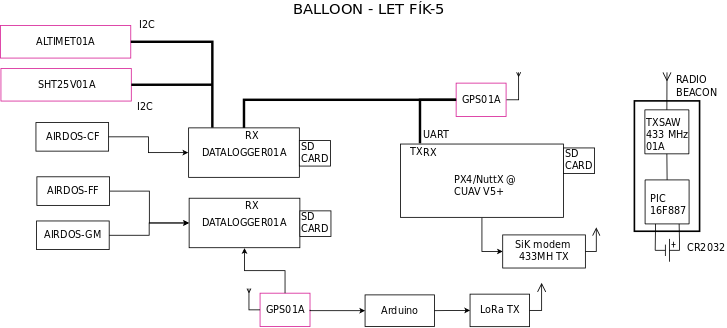 BALLOON - LET FÍK-5
I2C
ALTIMET01A
SHT25V01A
I2C
GPS01A
RADIO
BEACON
AIRDOS-CF
RX
DATALOGGER01A
SD
CARD
UART
TX RX
PX4/NuttX @
CUAV V5+
SD
CARD
TXSAW
433 MHz
01A
AIRDOS-FF
AIRDOS-GM
RX
DATALOGGER01A
SD
CARD
PIC
16F887
SiK modem
433MH TX
+
CR2032
GPS01A
Arduino
LoRa TX